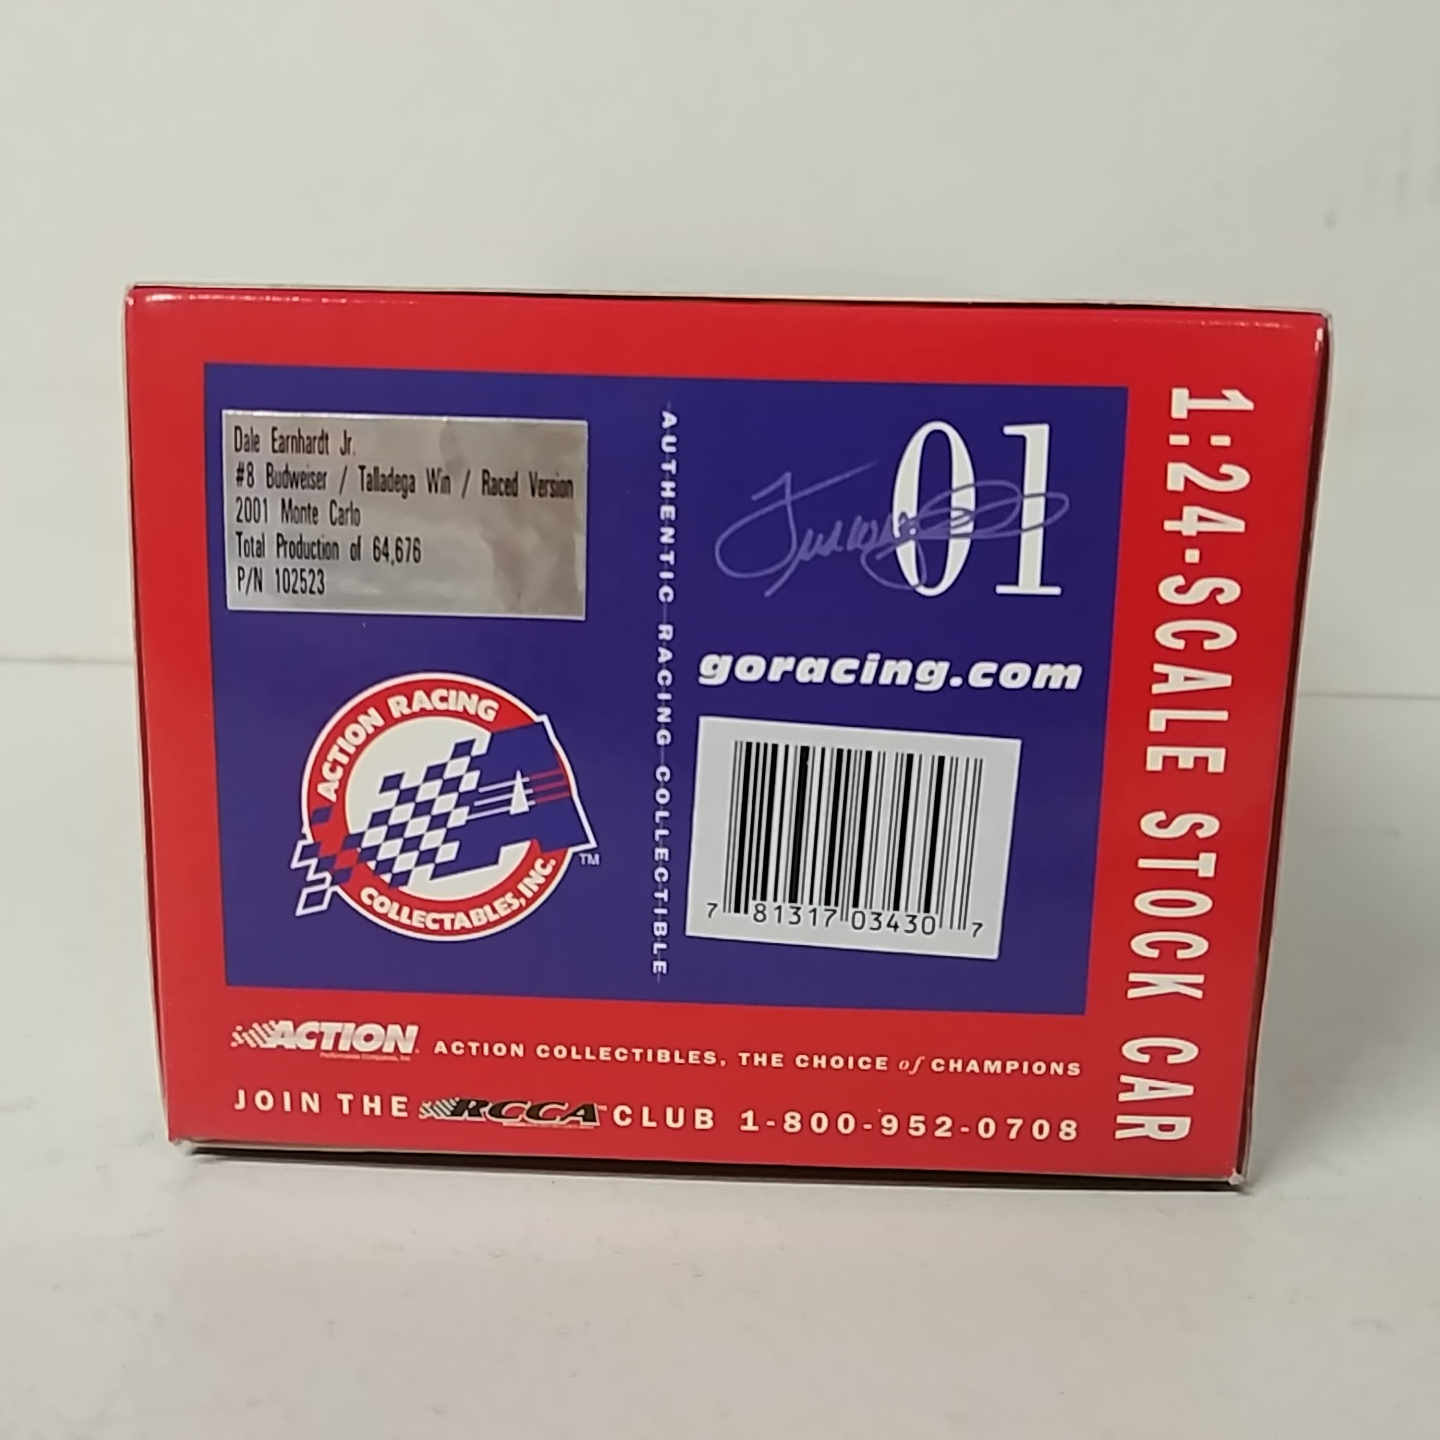 Dale Earnhardt Jr.
#8 Budweiser / Talladega Win / Raced Version
2001 Monte Carlo
Total Production of 64,676
P/N 102523
ACTION RACING
COLLECTABLES, INC.
TM
AUTHENTIC RACING COLLECTIBLE
01
goracing.com
7 81317 03430 7
1:24-SCALE STOCK CAR
ACTION
ACTION COLLECTIBLES, THE CHOICE of CHAMPIONS
JOIN THE RCCA CLUB 1-800-952-0708